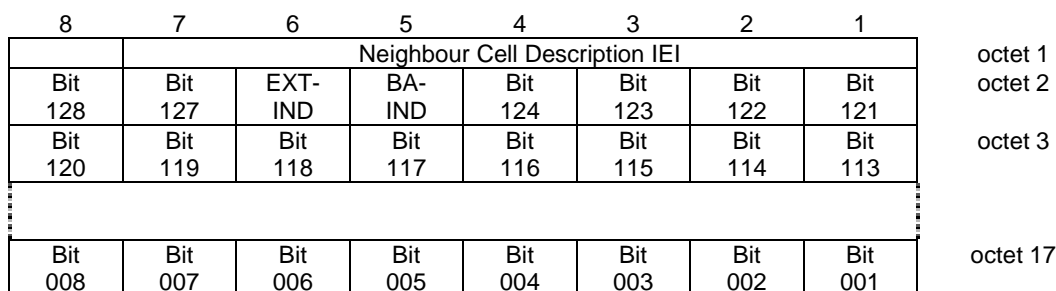 8 7 6 5 4 3 2 1
Neighbour Cell Description IEI octet 1
Bit Bit EXT- BA- Bit Bit Bit Bit octet 2
128 127 IND IND 124 123 122 121
Bit Bit Bit Bit Bit Bit Bit Bit octet 3
120 119 118 117 116 115 114 113
Bit Bit Bit Bit Bit Bit Bit Bit octet 17
008 007 006 005 004 003 002 001